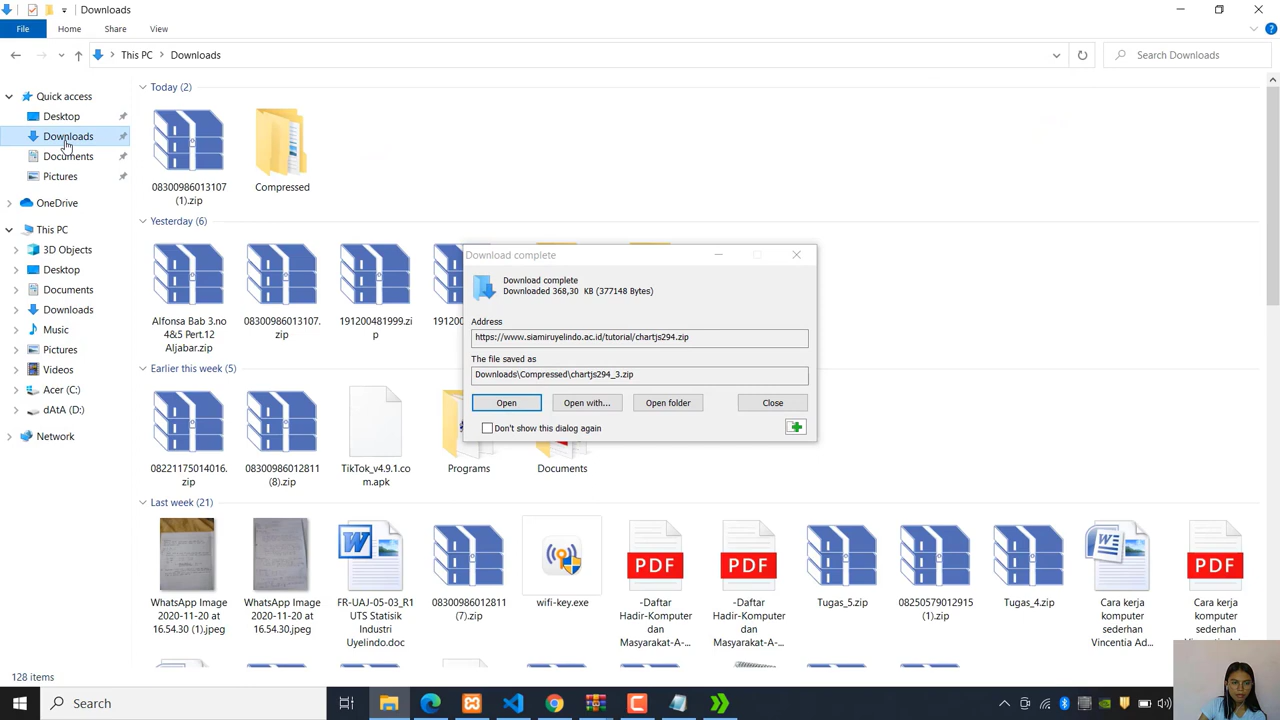 Downloads
File
Home
Share
View
This PC
Downloads
Search Downloads
Quick access
Desktop
Downloads
Documents
Pictures
OneDrive
This PC
3D Objects
Desktop
Documents
Downloads
Music
Pictures
Videos
Acer (C:)
dAtA (D:)
Network
Today (2)
08300986013107
(1).zip
Compressed
Yesterday (6)
Alfonsa Bab 3.no
4&5 Pert.12
Aljabar.zip
08300986013107.
zip
191200481999.zi
p
Download complete
Download complete
Downloaded 368,30 KB (377148 Bytes)
Address
https://www.siamiruyelindo.ac.id/tutorial/chartjs294.zip
The file saved as
Downloads\Compressed\chartjs294_3.zip
Open
Open with...
Open folder
Close
Don't show this dialog again
Earlier this week (5)
08221175014016.
zip
08300986012811
(8).zip
TikTok_v4.9.1.co
m.apk
Programs
Documents
Last week (21)
WhatsApp Image
2020-11-20 at
16.54.30 (1).jpeg
WhatsApp Image
2020-11-20 at
16.54.30.jpeg
FR-UAJ-05-03_R1
UTS Statisik
Industri
Uyelindo.doc
08300986012811
(7).zip
wifi-key.exe
PDF
-Daftar
Hadir-Komputer
dan
Masyarakat-A-...
PDF
-Daftar
Hadir-Komputer
dan
Masyarakat-A-...
Tugas_5.zip
08250579012915
(1).zip
Tugas_4.zip
Cara kerja
komputer
sederhan
Vincentia Ad...
PDF
Cara kerja
komputer
sederhan
128 items
Search